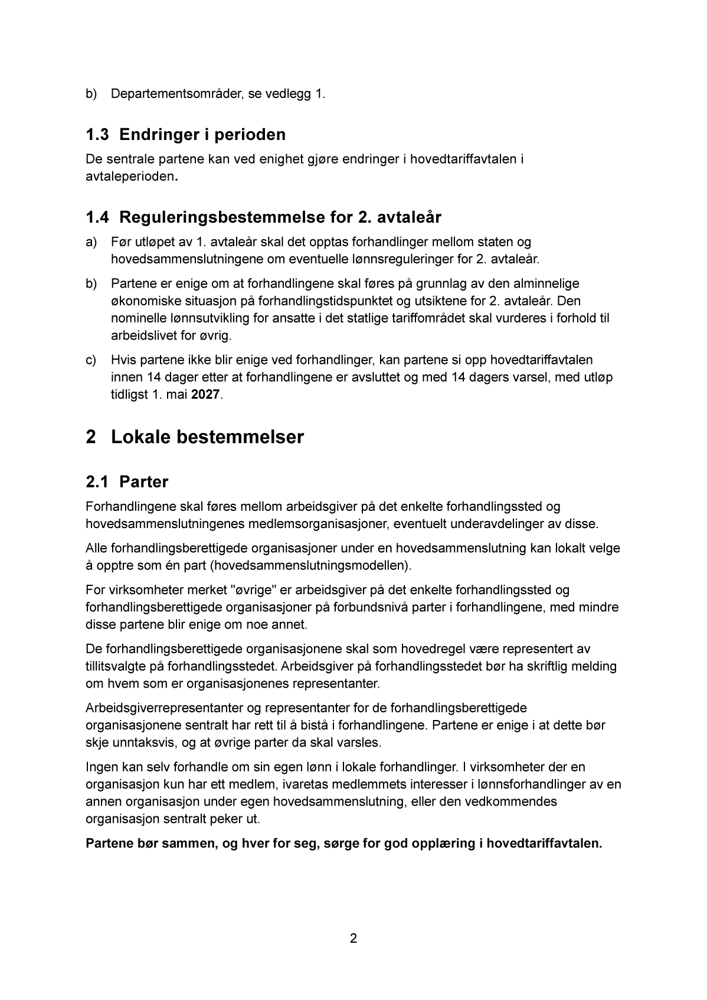 b) Departementsområder, se vedlegg 1.
1.3 Endringer i perioden
De sentrale partene kan ved enighet gjøre endringer i hovedtariffavtalen i
avtaleperioden.
1.4 Reguleringsbestemmelse for 2. avtaleår
a) Før utløpet av 1. avtaleår skal det opptas forhandlinger mellom staten og
hovedsammenslutningene om eventuelle lønnsreguleringer for 2. avtaleår.
b) Partene er enige om at forhandlingene skal føres på grunnlag av den alminnelige
økonomiske situasjon på forhandlingstidspunktet og utsiktene for 2. avtaleår. Den
nominelle lønnsutvikling for ansatte i det statlige tariffområdet skal vurderes i forhold til
arbeidslivet for øvrig.
c) Hvis partene ikke blir enige ved forhandlinger, kan partene si opp hovedtariffavtalen
innen 14 dager etter at forhandlingene er avsluttet og med 14 dagers varsel, med utløp
tidligst 1. mai 2027.
2 Lokale bestemmelser
2.1 Parter
Forhandlingene skal føres mellom arbeidsgiver på det enkelte forhandlingssted og
hovedsammenslutningenes medlemsorganisasjoner, eventuelt underavdelinger av disse.
Alle forhandlingsberettigede organisasjoner under en hovedsammenslutning kan lokalt velge
å opptre som én part (hovedsammenslutningsmodellen).
For virksomheter merket "øvrige" er arbeidsgiver på det enkelte forhandlingssted og
forhandlingsberettigede organisasjoner på forbundsnivå parter i forhandlingene, med mindre
disse partene blir enige om noe annet.
De forhandlingsberettigede organisasjonene skal som hovedregel være representert av
tillitsvalgte på forhandlingsstedet. Arbeidsgiver på forhandlingsstedet bør ha skriftlig melding
om hvem som er organisasjonenes representanter.
Arbeidsgiverrepresentanter og representanter for de forhandlingsberettigede
organisasjonene sentralt har rett til å bistå i forhandlingene. Partene er enige i at dette bør
skje unntaksvis, og at øvrige parter da skal varsles.
Ingen kan selv forhandle om sin egen lønn i lokale forhandlinger. I virksomheter der en
organisasjon kun har ett medlem, ivaretas medlemmets interesser i lønnsforhandlinger av en
annen organisasjon under egen hovedsammenslutning, eller den vedkommendes
organisasjon sentralt peker ut.
Partene bør sammen, og hver for seg, sørge for god opplæring i hovedtariffavtalen.
2